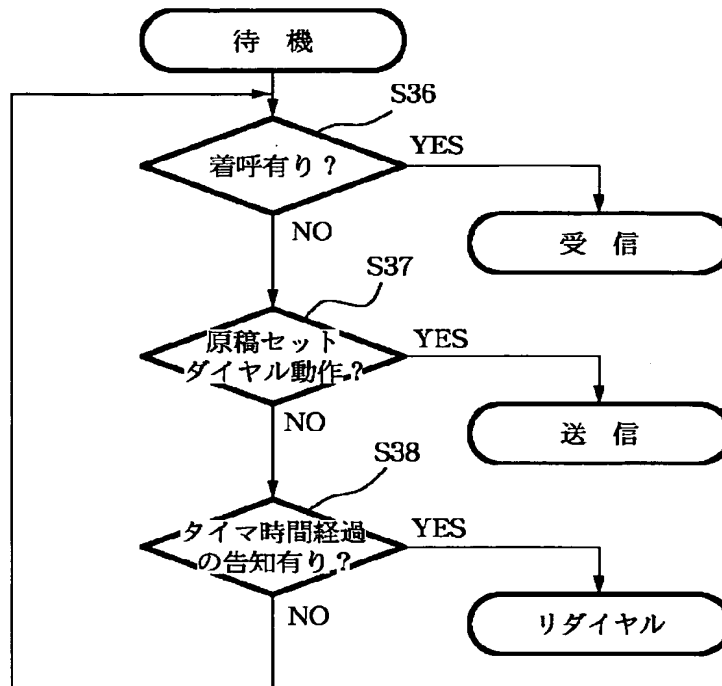 待 機
S36
着呼有り？
YES
NO
受 信
S37
原稿セット
ダイヤル動作？
YES
NO
送 信
S38
タイマ時間経過
の告知有り？
YES
NO
リダイヤル